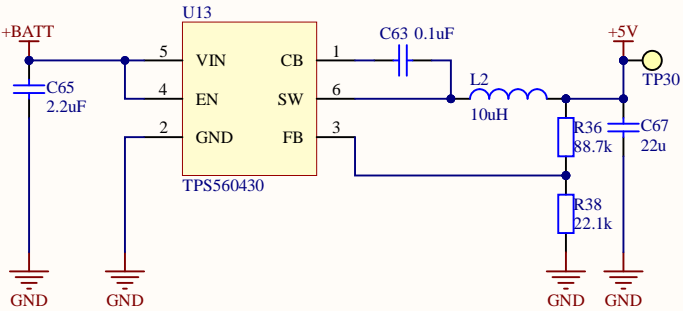 U13
+BATT
C63 0.1uF
+5V
5
VIN
CB
1
TP30
C65
2.2uF
4
EN
SW
6
L2
10uH
2
GND
FB
3
R36
88.7k
C67
22u
TPS560430
R38
22.1k
GND
GND
GND
GND